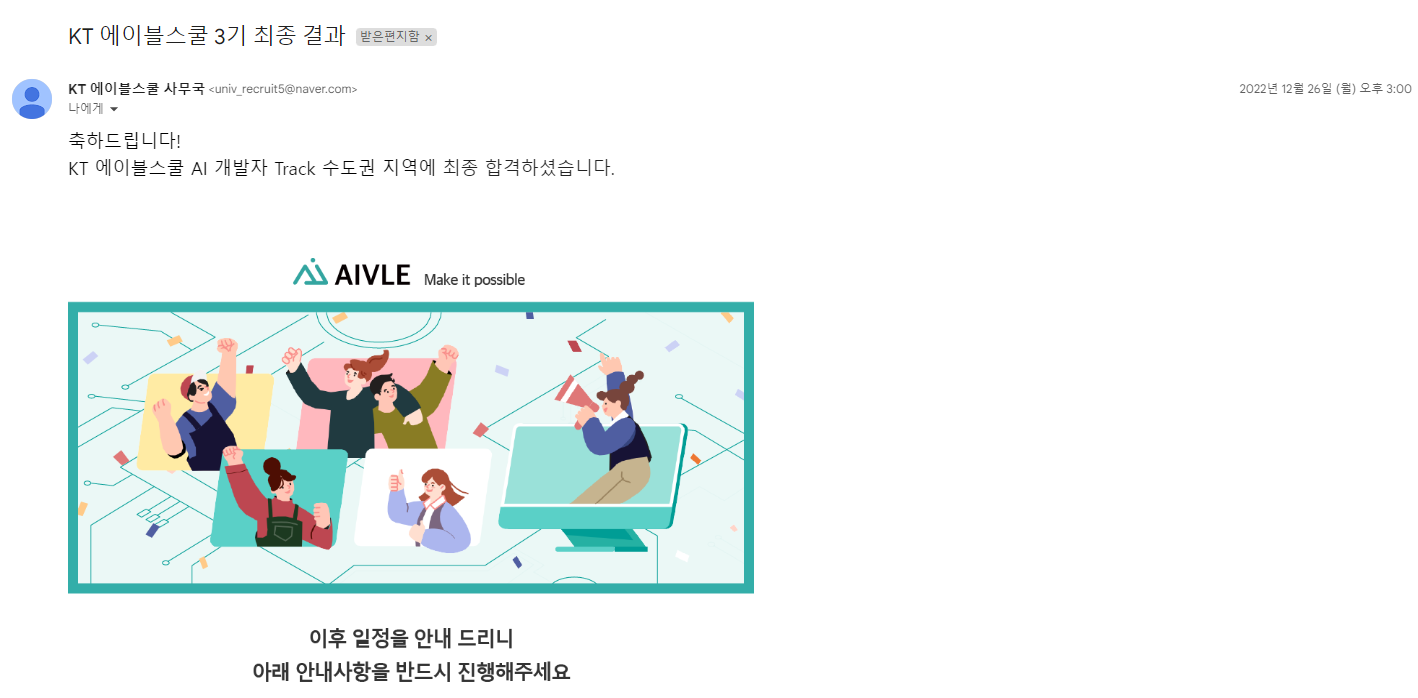 KT 에이블스쿨 3기 최종 결과 받은편지함 ×
KT 에이블스쿨 사무국 <univ_recruit5@naver.com> 2022년 12월 26일 (월) 오후 3:00
나에게
축하드립니다!
KT 에이블스쿨 AI 개발자 Track 수도권 지역에 최종 합격하셨습니다.
AIVLE Make it possible
이후 일정을 안내 드리니
아래 안내사항을 반드시 진행해주세요